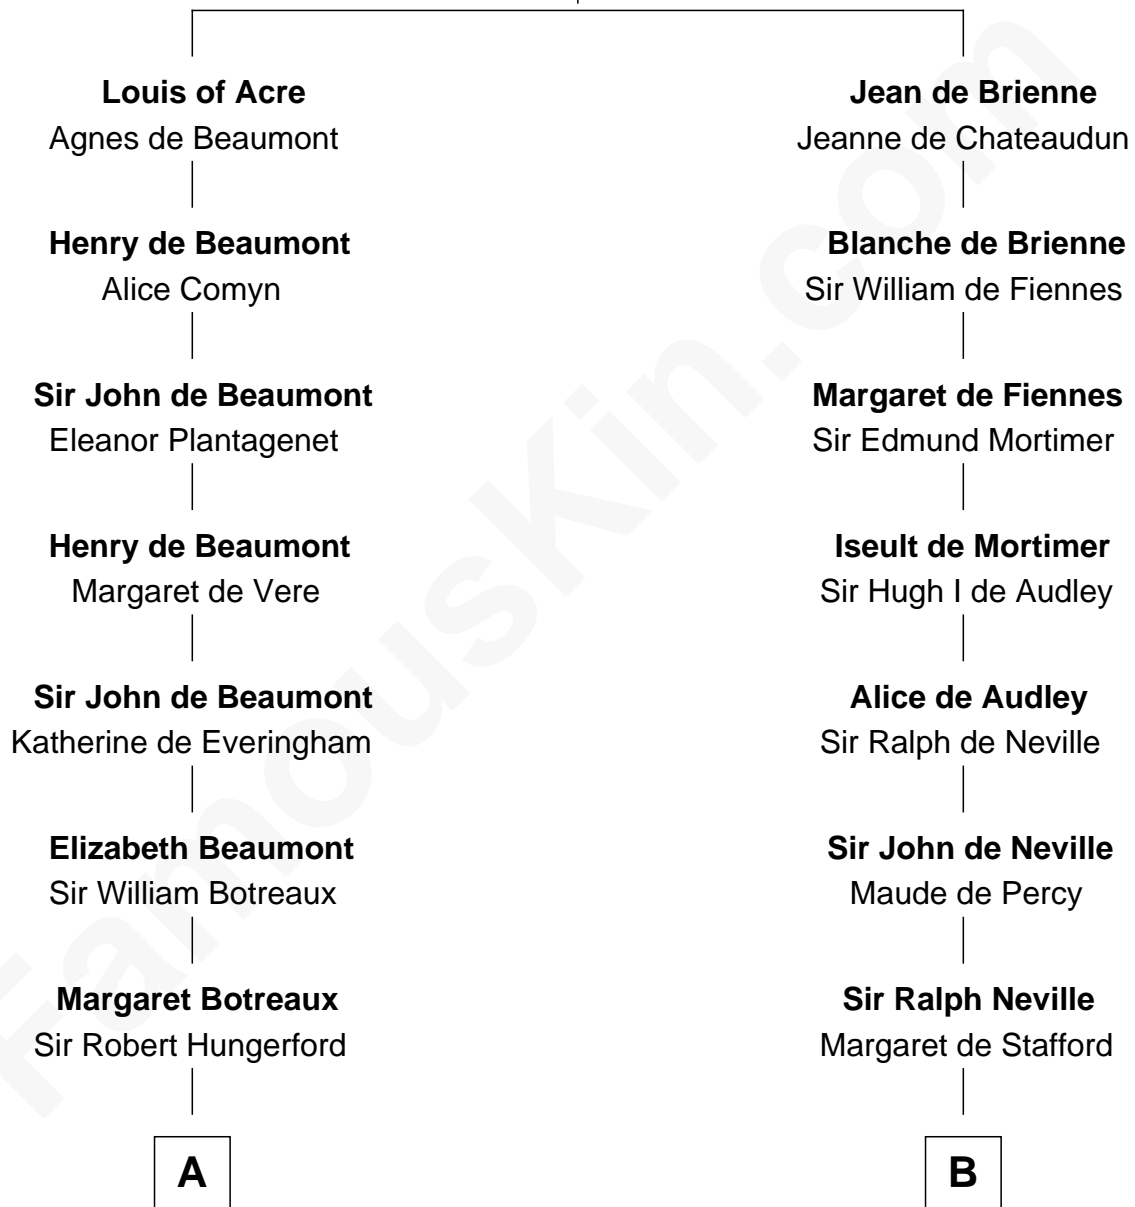 Louis of Acre
Agnes de Beaumont
Henry de Beaumont
Alice Comyn
Sir John de Beaumont
Eleanor Plantagenet
Henry de Beaumont
Margaret de Vere
Sir John de Beaumont
Katherine de Everingham
Elizabeth Beaumont
Sir William Botreaux
Margaret Botreaux
Sir Robert Hungerford
A
Jean de Brienne
Jeanne de Chateaudun
Blanche de Brienne
Sir William de Fiennes
Margaret de Fiennes
Sir Edmund Mortimer
Iseult de Mortimer
Sir Hugh I de Audley
Alice de Audley
Sir Ralph de Neville
Sir John de Neville
Maude de Percy
Sir Ralph Neville
Margaret de Stafford
B
FamousKin.com